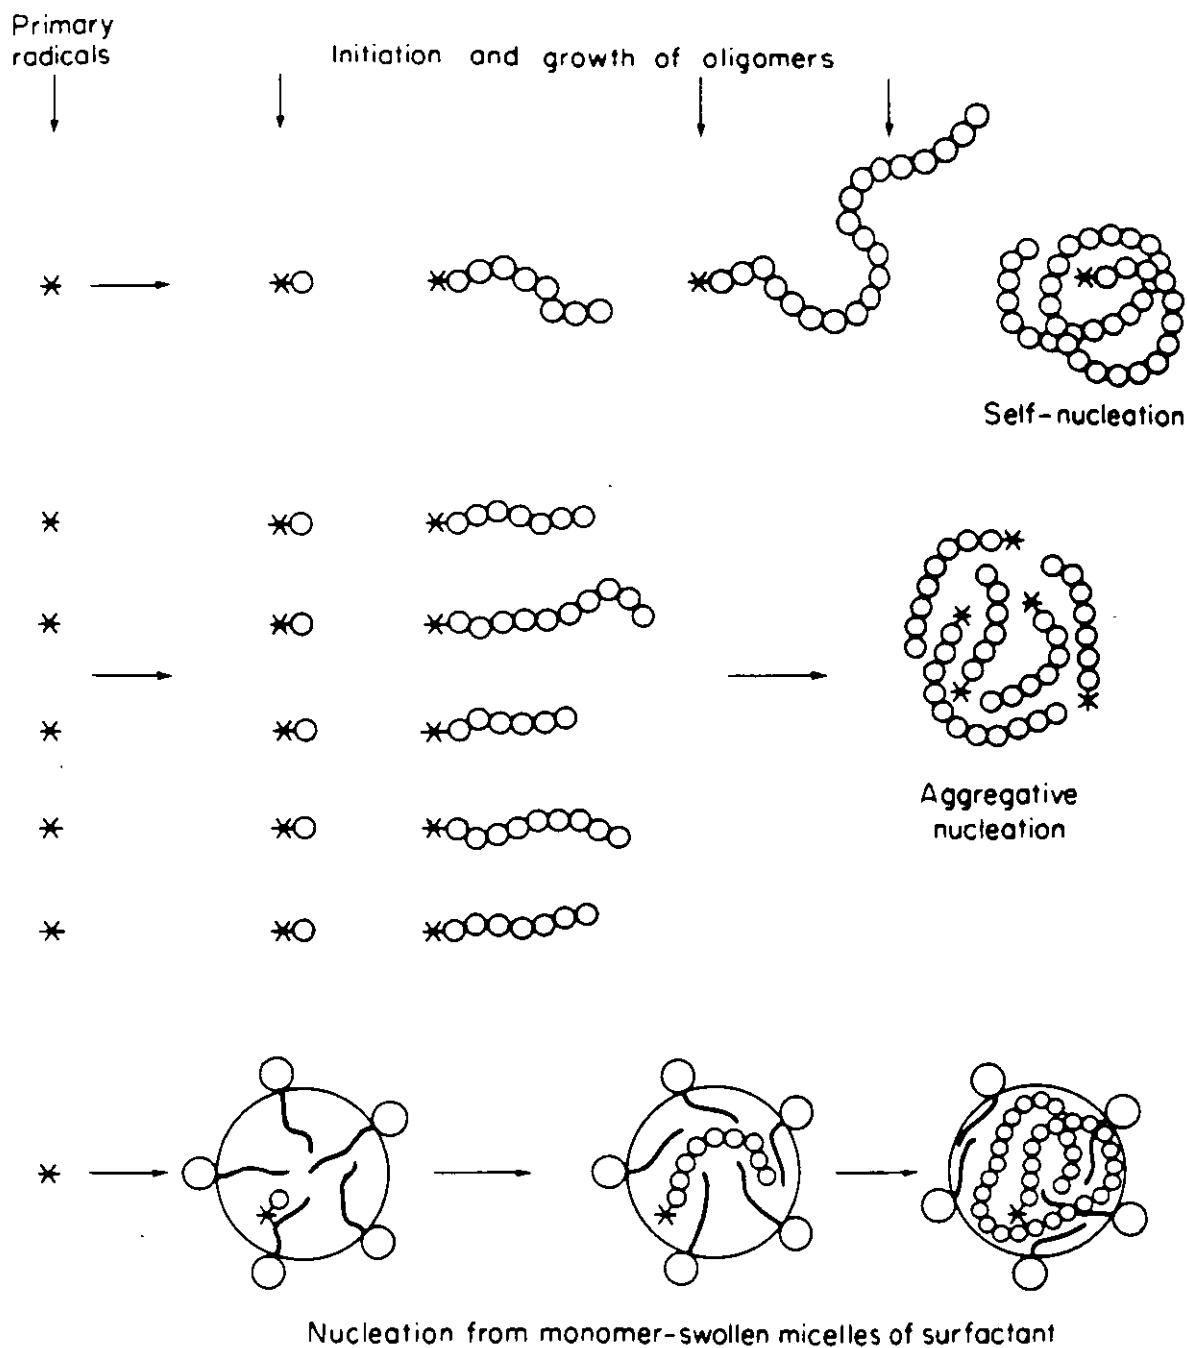 Primary
radicals
Initiation and growth of oligomers
Self-nucleation
Aggregative
nucleation
Nucleation from monomer-swollen micelles of surfactant